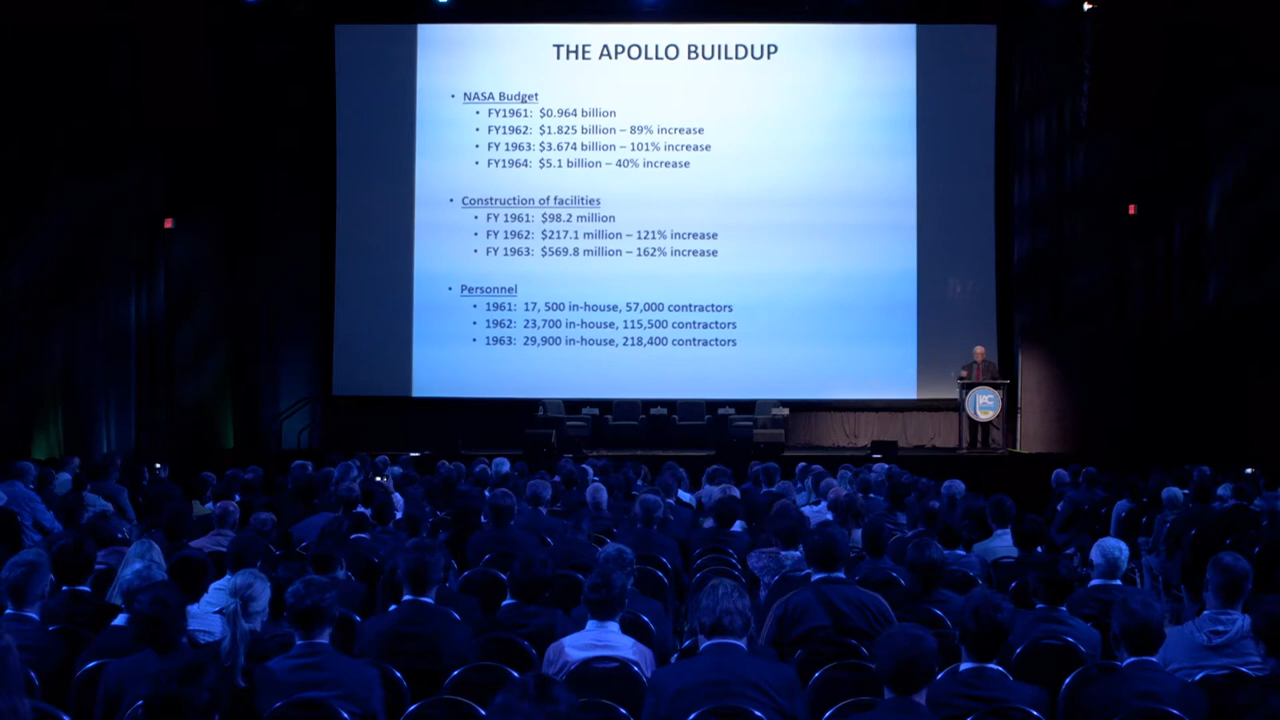 THE APOLLO BUILDUP
• NASA Budget
• FY1961: $0.964 billion
• FY1962: $1.825 billion – 89% increase
• FY 1963: $3.674 billion – 101% increase
• FY1964: $5.1 billion – 40% increase
• Construction of facilities
• FY 1961: $98.2 million
• FY 1962: $217.1 million – 121% increase
• FY 1963: $569.8 million – 162% increase
• Personnel
• 1961: 17, 500 in-house, 57,000 contractors
• 1962: 23,700 in-house, 115,500 contractors
• 1963: 29,900 in-house, 218,400 contractors
IAC